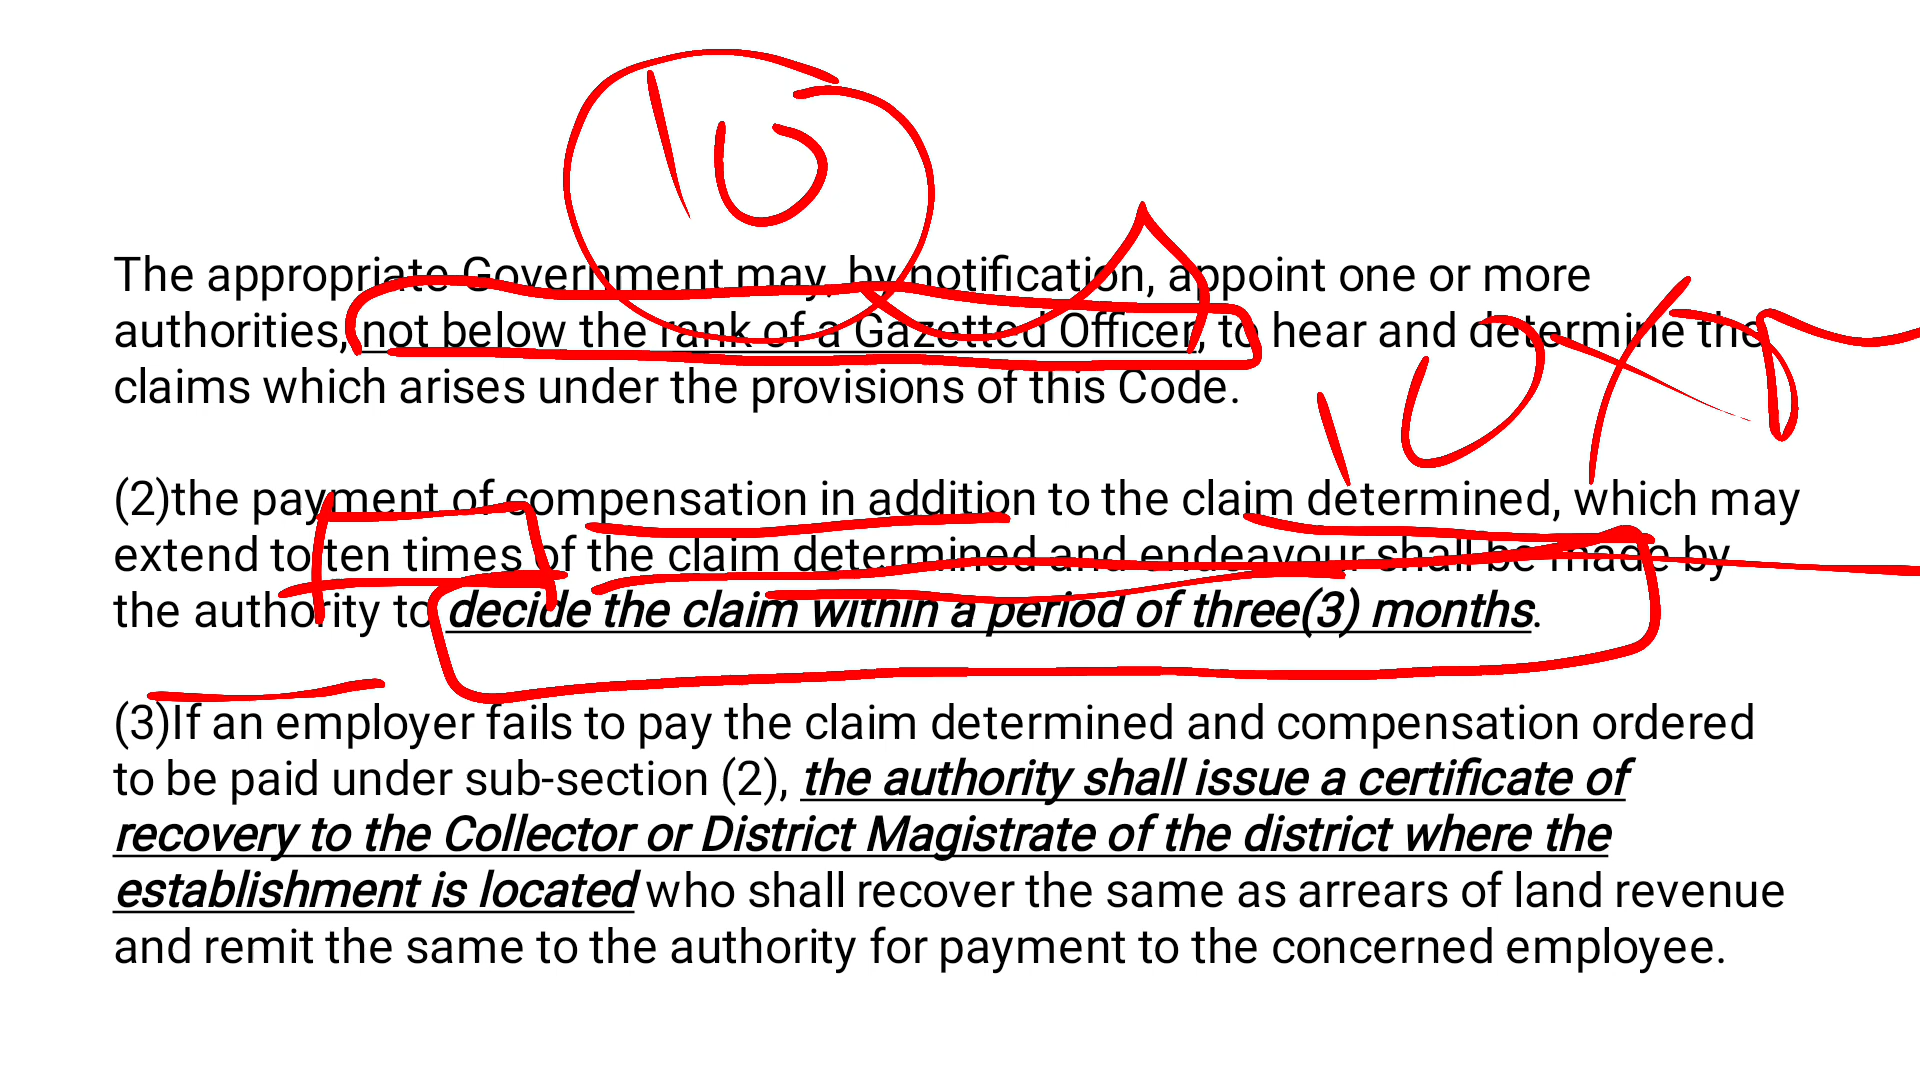 10
The appropriate Government may, by notification, appoint one or more
authorities, not below the rank of a Gazetted Officer, to hear and determine the
claims which arises under the provisions of this Code.
10x
(2)the payment of compensation in addition to the claim determined, which may
extend to ten times of the claim determined and endeavour shall be made by
the authority to decide the claim within a period of three(3) months.
(3)If an employer fails to pay the claim determined and compensation ordered
to be paid under sub-section (2), the authority shall issue a certificate of
recovery to the Collector or District Magistrate of the district where the
establishment is located who shall recover the same as arrears of land revenue
and remit the same to the authority for payment to the concerned employee.